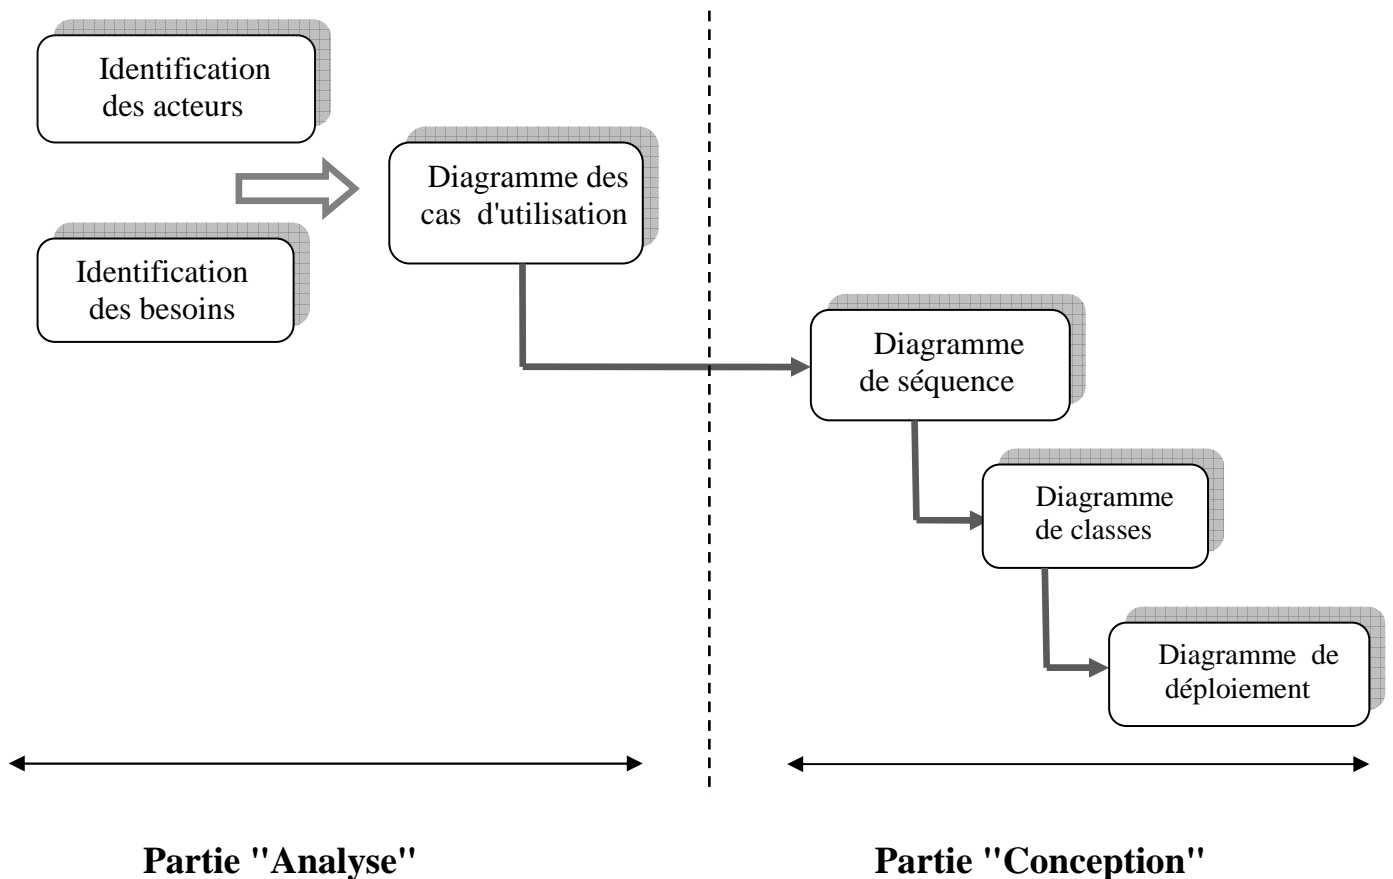 Identification
des acteurs
Diagramme des
cas d'utilisation
Identification
des besoins
Diagramme
de séquence
Diagramme
de classes
Diagramme de
déploiement
Partie "Analyse"
Partie "Conception"